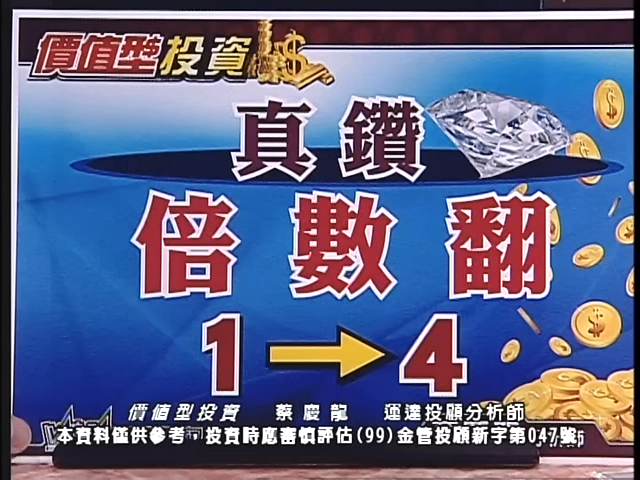 價值型投資
真鑽
倍數翻
1→4
價值型投資 蔡慶龍 運達投顧分析師
本資料僅供參考，投資時應審慎評估(99)金管投顧新字第047號